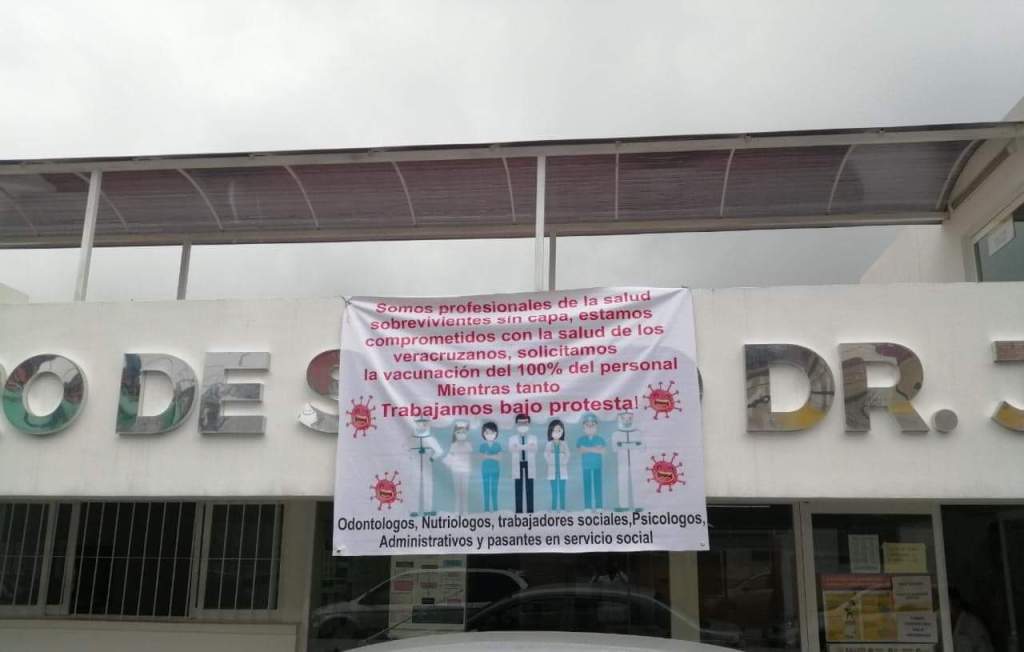 Somos profesionales de la salud
sobrevivientes sin capa, estamos
comprometidos con la salud de los
veracruzanos, solicitamos
la vacunación del 100% del personal
Mientras tanto
Trabajamos bajo protesta!
Odontologos, Nutriologos, trabajadores sociales,Psicologos,
Administrativos y pasantes en servicio social
RO DE S D DR. J